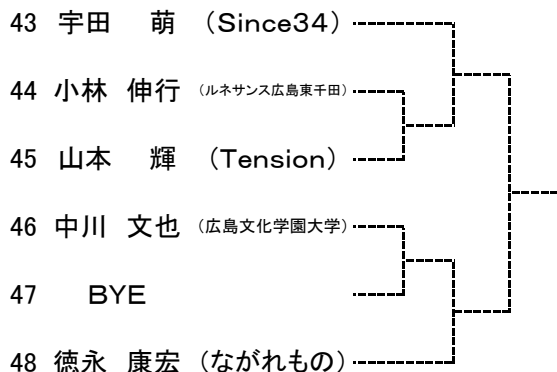 43 宇田 萌 （Since34）
44 小林 伸行 （ルネサンス広島東千田）
45 山本 輝 （Tension）
46 中川 文也 （広島文化学園大学）
47 BYE
48 徳永 康宏 （ながれもの）